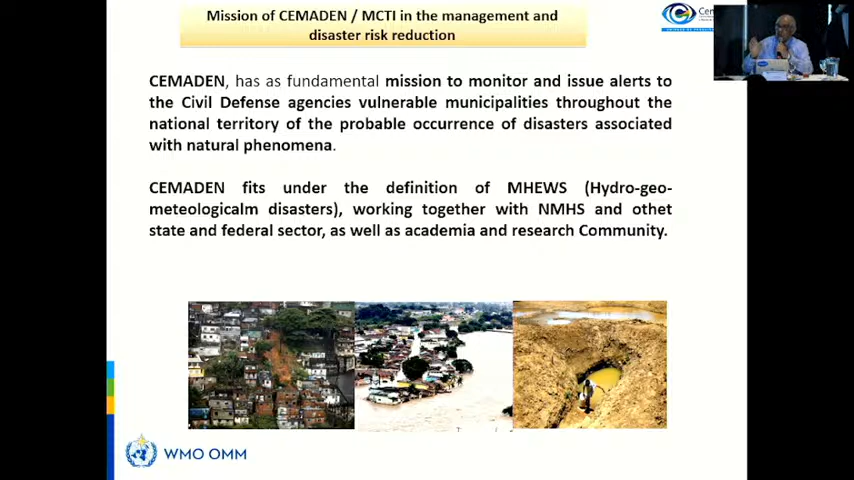 Mission of CEMADEN / MCTI in the management and
disaster risk reduction
CEMADEN, has as fundamental mission to monitor and issue alerts to
the Civil Defense agencies vulnerable municipalities throughout the
national territory of the probable occurrence of disasters associated
with natural phenomena.
CEMADEN fits under the definition of MHEWS (Hydro-geo-
meteologicalm disasters), working together with NMHS and othet
state and federal sector, as well as academia and research Community.
WMO OMM